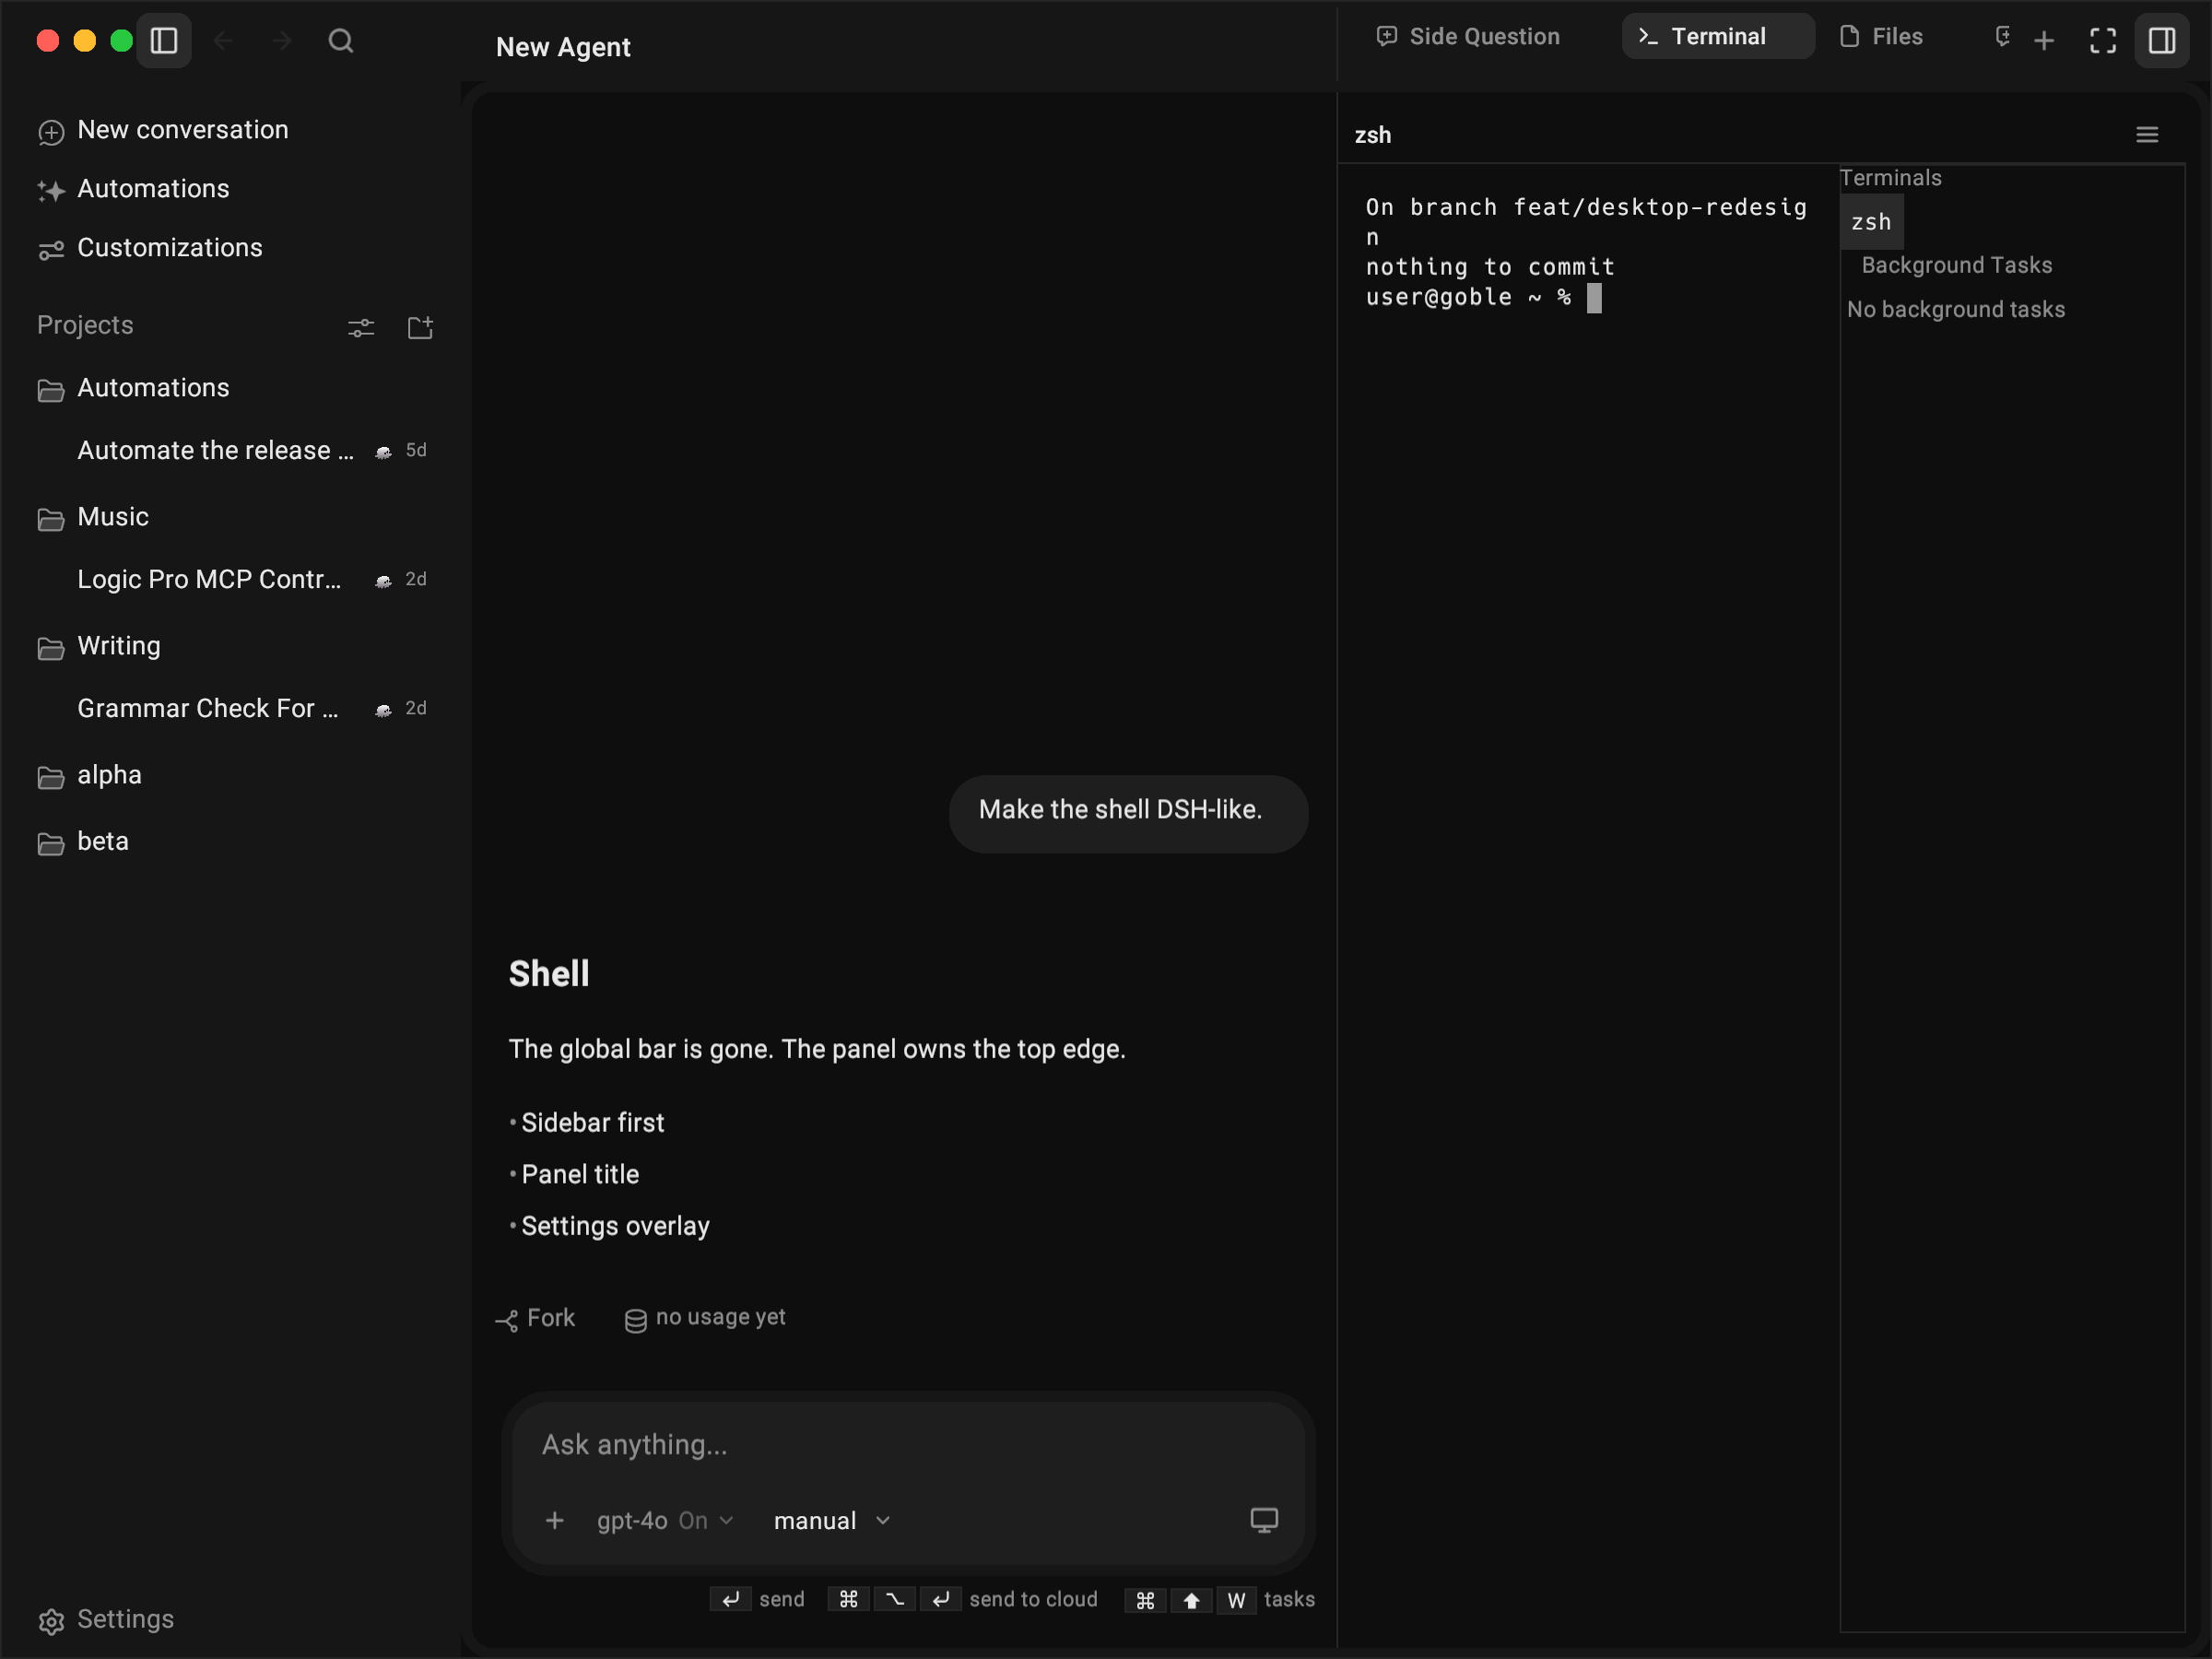 New Agent
Side Question
Terminal
Files
New conversation
Automations
Customizations
Projects
Automations
Automate the release ...
5d
Music
Logic Pro MCP Contr...
2d
Writing
Grammar Check For ...
2d
alpha
beta
Settings
Make the shell DSH-like.
Shell
The global bar is gone. The panel owns the top edge.
• Sidebar first
• Panel title
• Settings overlay
Fork
no usage yet
Ask anything...
gpt-4o On
manual
send
send to cloud
W tasks
zsh
On branch feat/desktop-redesig
n
nothing to commit
user@goble ~ %
Terminals
zsh
Background Tasks
No background tasks